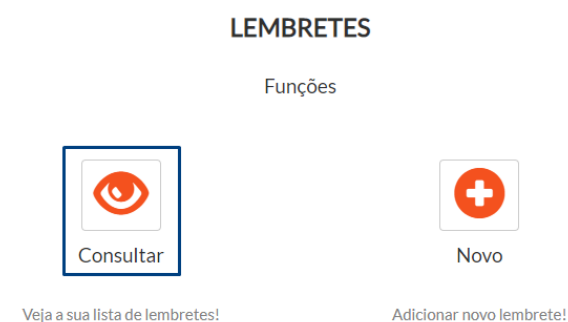 LEMBRETES
Funções
Consultar
Novo
Veja a sua lista de lembretes!
Adicionar novo lembrete!